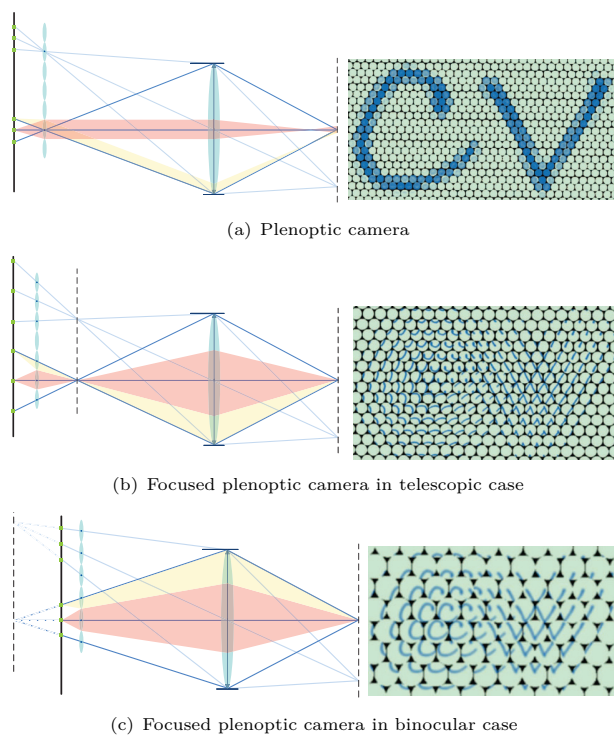 CV
(a) Plenoptic camera
(b) Focused plenoptic camera in telescopic case
(c) Focused plenoptic camera in binocular case